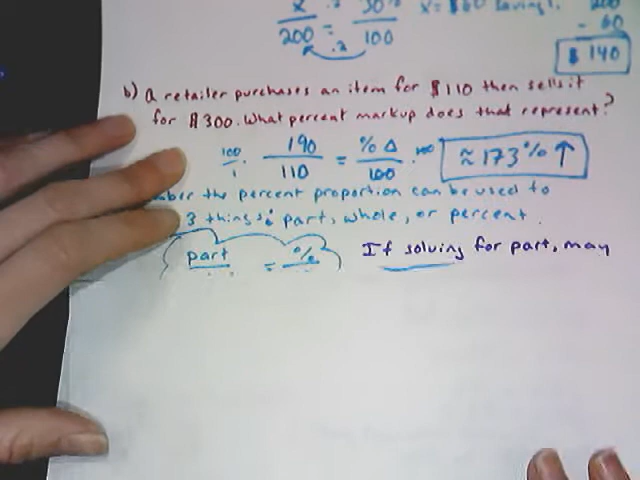 x/200 = 30/100 x = $60 savings.
.2
200
- 60
$ 140
b) A retailer purchases an item for $110 then sells it
for $300. What percent markup does that represent?
100/1 · 190/110 = % Δ/100 · 100 ≈ 173% ↑
the percent proportion can be used to
3 things: part, whole, or percent.
part = % If solving for part, may